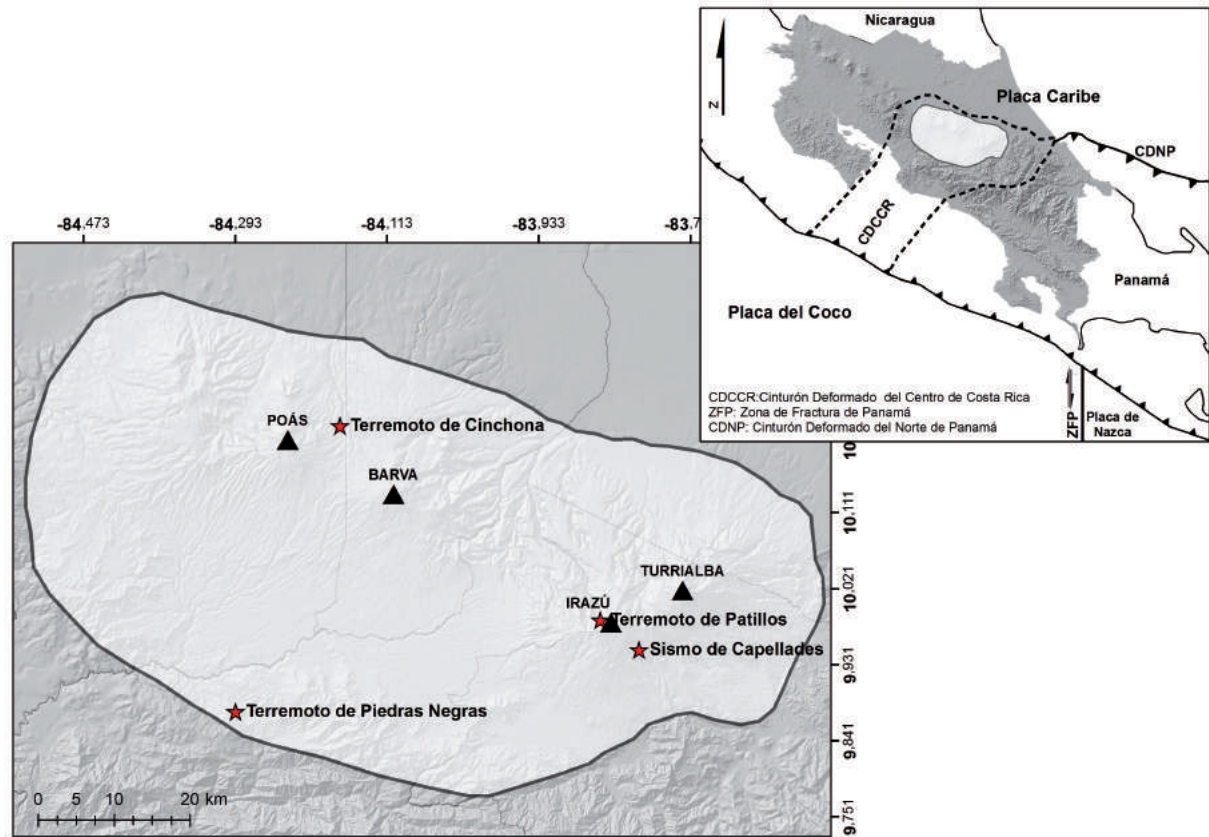 Nicaragua
Placa Caribe
CDNP
CDCCR
Panamá
Placa del Coco
CDCCR:Cinturón Deformado del Centro de Costa Rica
ZFP: Zona de Fractura de Panamá
CDNP: Cinturón Deformado del Norte de Panamá
ZFP
Placa de
Nazca
Z
-84.473
-84.293
-84.113
-83.933
-83.7
POÁS
Terremoto de Cinchona
BARVA
TURRIALBA
IRAZÚ
Terremoto de Patillos
Sismo de Capellades
Terremoto de Piedras Negras
10
10.111
10.021
9.931
9.841
9.751
0 5 10 20 km